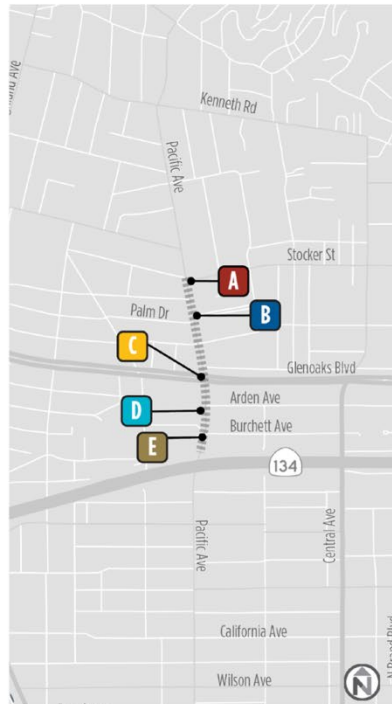 Kenneth Rd
Pacific Ave
Stocker St
A
Palm Dr
B
C
Glenoaks Blvd
D
Arden Ave
Burchett Ave
E
134
Pacific Ave
Central Ave
California Ave
Wilson Ave
N